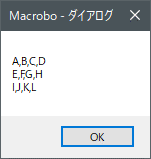 Macrobo - ダイアログ
A,B,C,D
E,F,G,H
I,J,K,L
OK